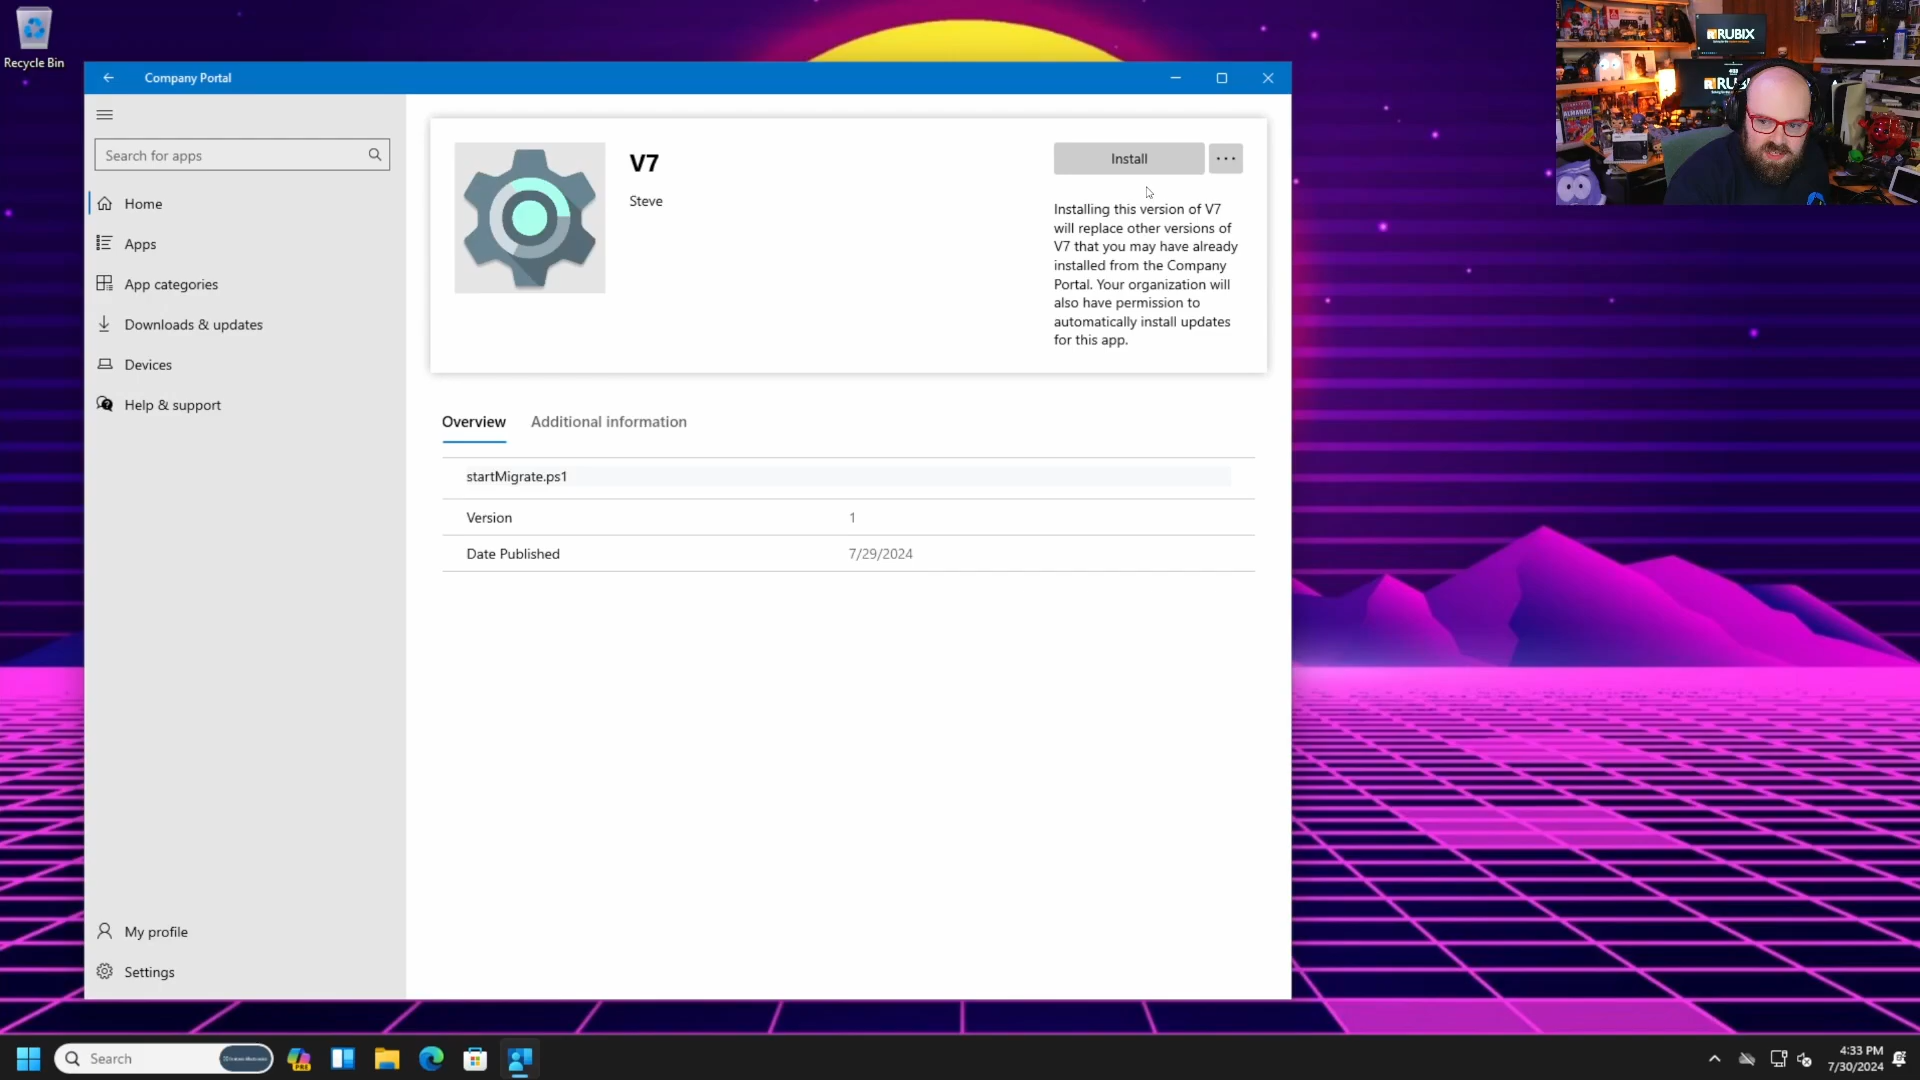 Recycle Bin
Company Portal
Search for apps
Home
Apps
App categories
Downloads & updates
Devices
Help & support
My profile
Settings
V7
Steve
Install
Installing this version of V7
will replace other versions of
V7 that you may have already
installed from the Company
Portal. Your organization will
also have permission to
automatically install updates
for this app.
Overview
Additional information
startMigrate.ps1
Version
1
Date Published
7/29/2024
RUBIX
Search
PRE
4:33 PM
7/30/2024